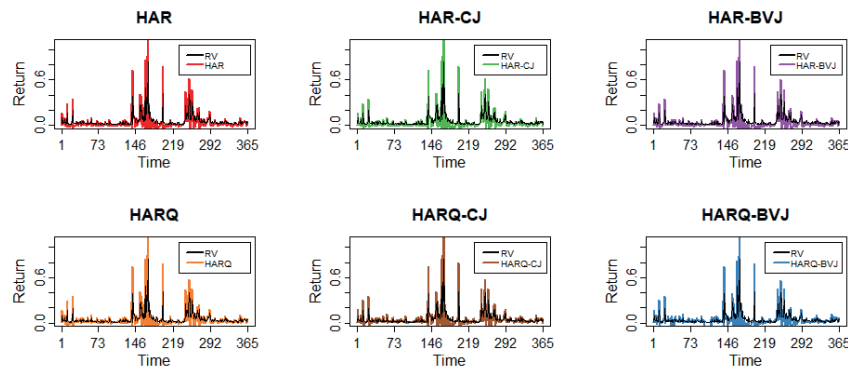 HAR
HAR-CJ
HAR-BVJ
Return
0.0
0.6
RV
HAR
1
73
146
219
292
365
Time
Return
0.0
0.6
RV
HAR-CJ
1
73
146
219
292
365
Time
Return
0.0
0.6
RV
HAR-BVJ
1
73
146
219
292
365
Time
HARQ
HARQ-CJ
HARQ-BVJ
Return
0.0
0.6
RV
HARQ
1
73
146
219
292
365
Time
Return
0.0
0.6
RV
HARQ-CJ
1
73
146
219
292
365
Time
Return
0.0
0.6
RV
HARQ-BVJ
1
73
146
219
292
365
Time